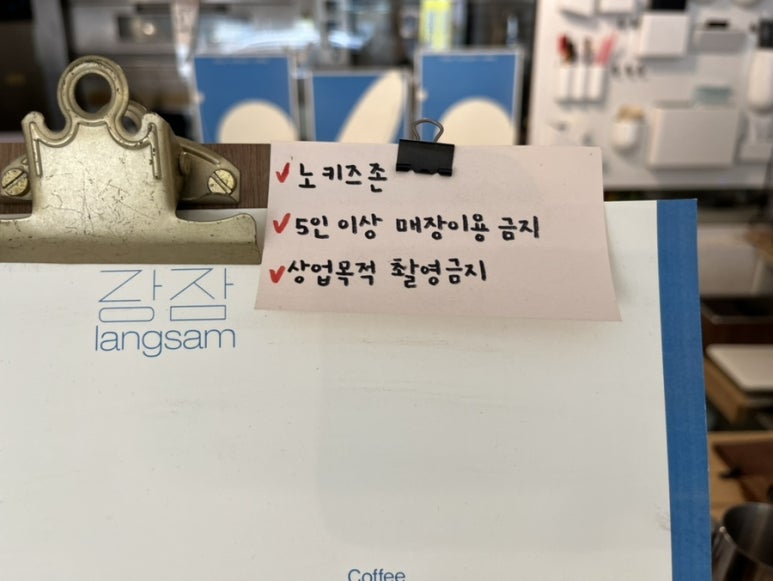 ✓노키즈존
✓5인 이상 매장이용 금지
✓상업목적 촬영금지
랑잠
langsam
Coffee